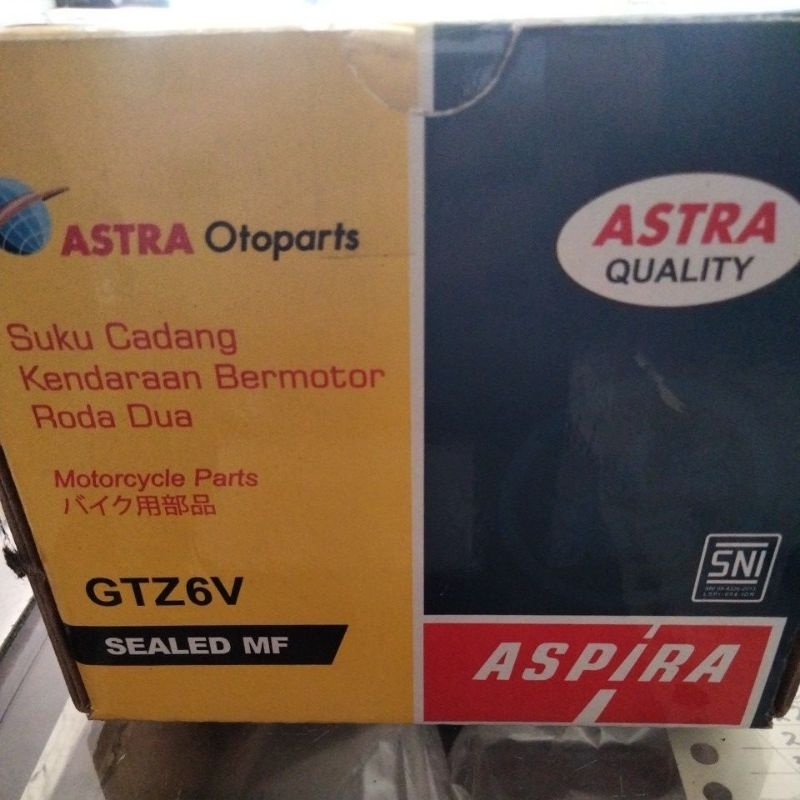 ASTRA Otoparts
Suku Cadang
Kendaraan Bermotor
Roda Dua
Motorcycle Parts
バイク用部品
GTZ6V
SEALED MF
ASTRA
QUALITY
SNI
ASPIRA